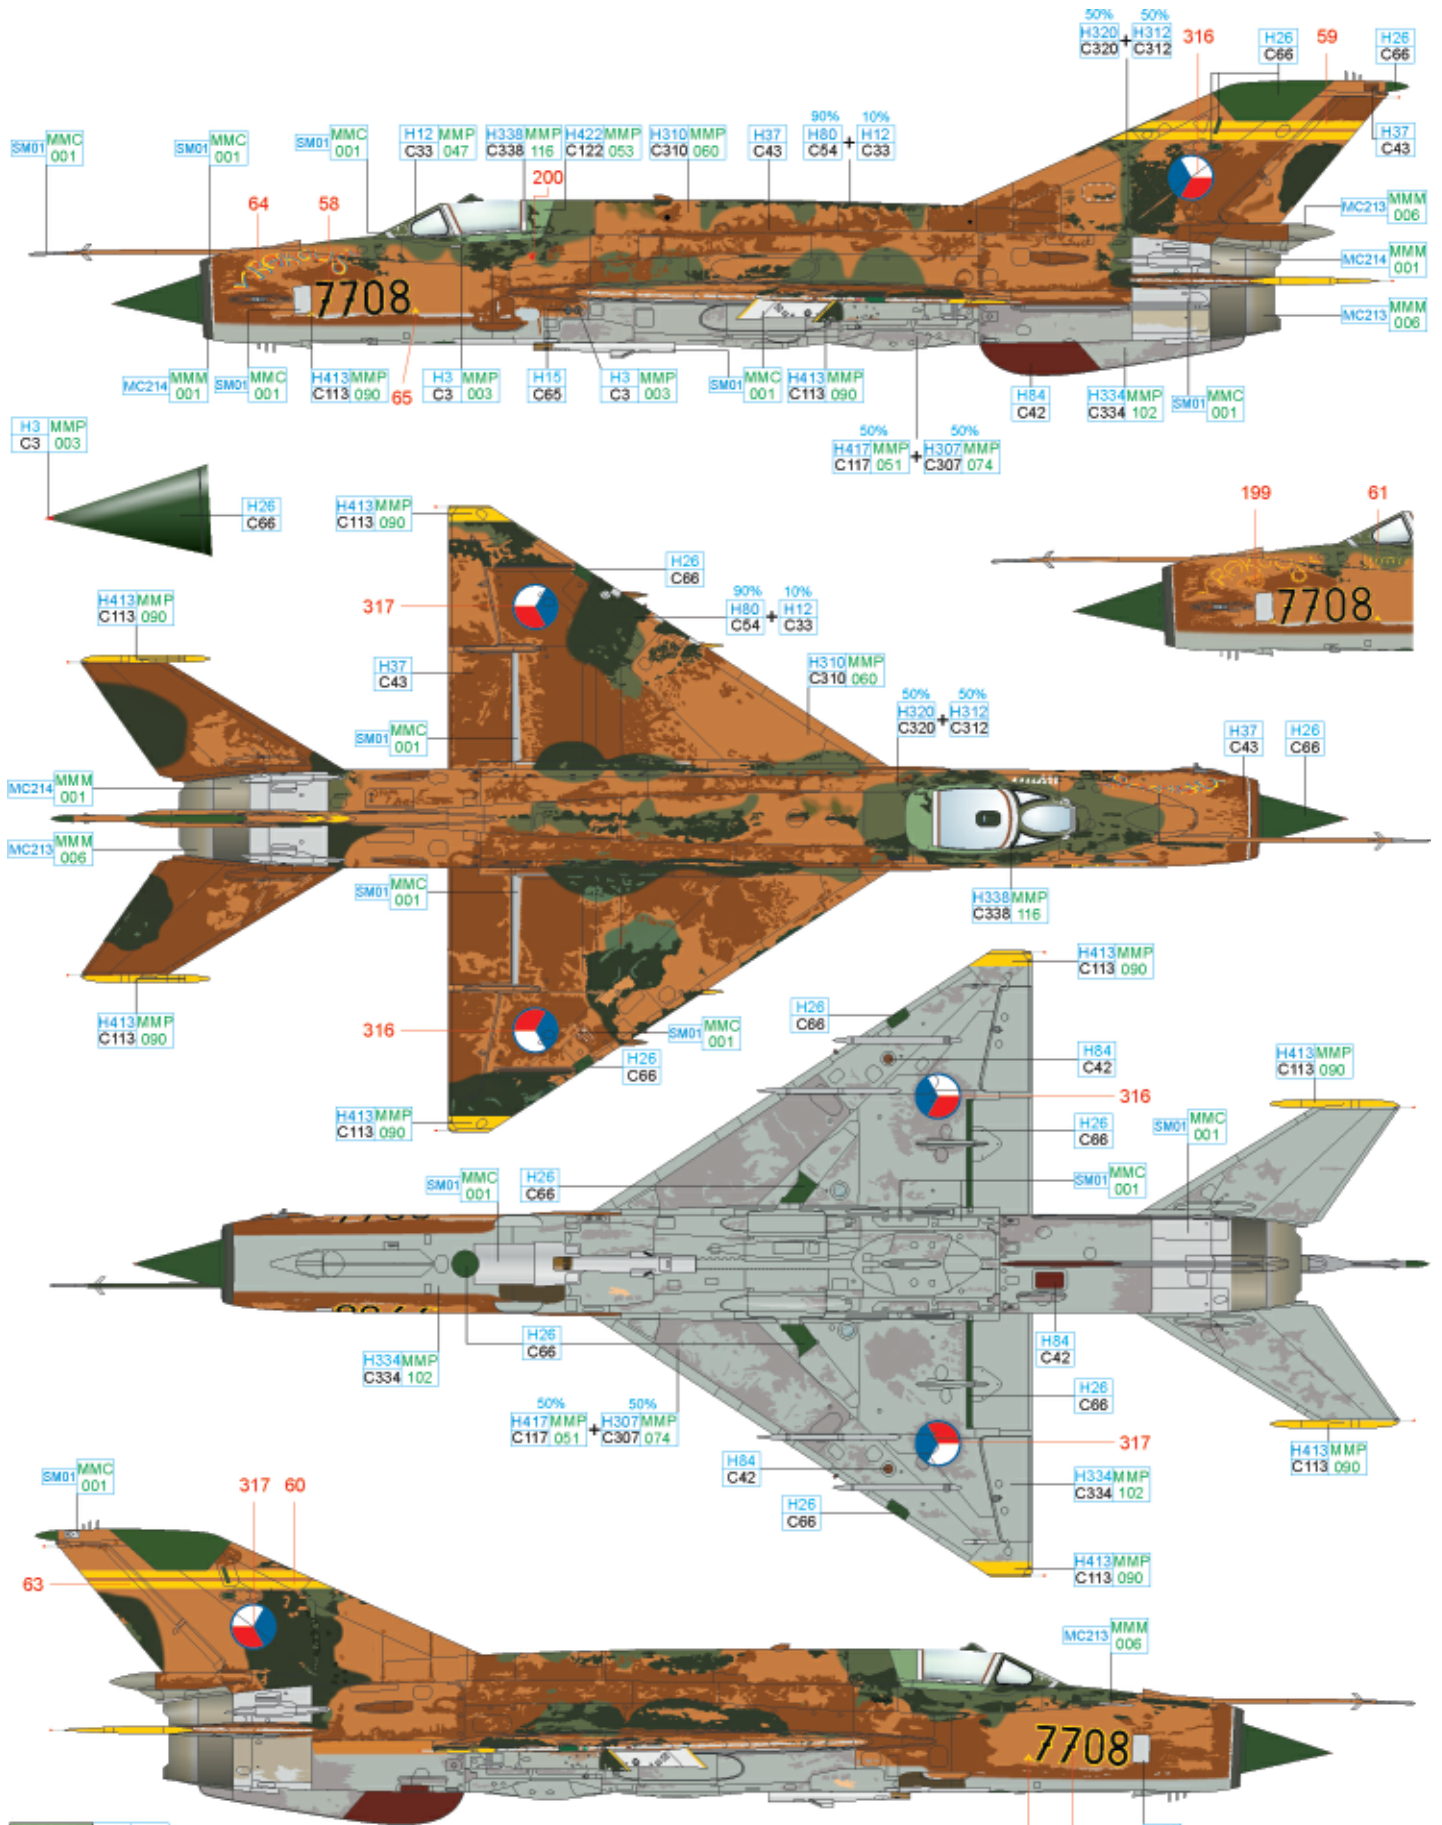 50% 50%
H320 H312
C320 + C312
316
H26
C66
59
H26
C66
SM01 MMC
001
SM01 MMC
001
SM01 MMC
001
H12 MMP
C33 047
H338 MMP
C338 116
H422 MMP
C122 053
H310 MMP
C310 060
H37
C43
90% 10%
H80 H12
C54 + C33
H37
C43
200
64
58
MC213 MMM
006
MC214 MMM
001
MC213 MMM
006
7708
MC214 MMM
001
SM01 MMC
001
H413 MMP
C113 090
65
H3 MMP
C3 003
H15
C65
H3 MMP
C3 003
SM01 MMC
001
H413 MMP
C113 090
H84
C42
H334 MMP
C334 102
SM01 MMC
001
50% 50%
H417 MMP H307 MMP
C117 051 + C307 074
H3 MMP
C3 003
H26
C66
H413 MMP
C113 090
199
61
7708
H26
C66
317
90% 10%
H80 H12
C54 + C33
H413 MMP
C113 090
H37
C43
H310 MMP
C310 060
50% 50%
H320 H312
C320 + C312
SM01 MMC
001
H37
C43
H26
C66
MC214 MMM
001
MC213 MMM
006
SM01 MMC
001
H338 MMP
C338 116
H413 MMP
C113 090
H413 MMP
C113 090
316
SM01 MMC
001
H26
C66
H26
C66
H84
C42
H413 MMP
C113 090
316
H413 MMP
C113 090
H26
C66
SM01 MMC
001
SM01 MMC
001
H26
C66
SM01 MMC
001
H26
C66
H334 MMP
C334 102
H84
C42
H26
C66
50% 50%
H417 MMP H307 MMP
C117 051 + C307 074
317
H84
C42
H334 MMP
C334 102
H413 MMP
C113 090
H26
C66
H413 MMP
C113 090
SM01 MMC
001
317
60
63
MC213 MMM
006
7708